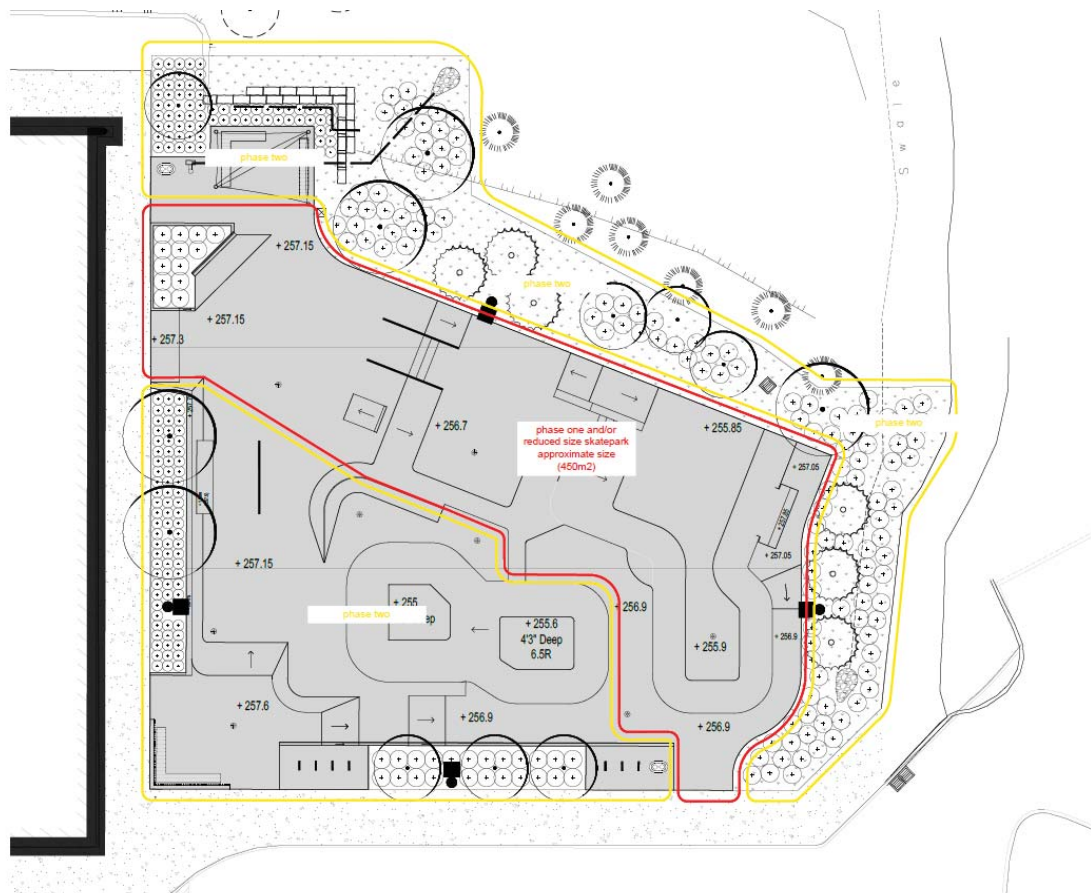 Swale
phase two
+ 257.15
phase two
+ 257.15
+ 257.3
+ 256.7
phase one and/or
reduced size skatepark
approximate size
(450m2)
+ 255.85
phase two
+ 257.05
+ 257.05
+ 257.15
+ 255
phase two
+ 255.6
4'3" Deep
6.5R
+ 256.9
+ 255.9
+ 256.9
+ 257.6
+ 256.9
+ 256.9